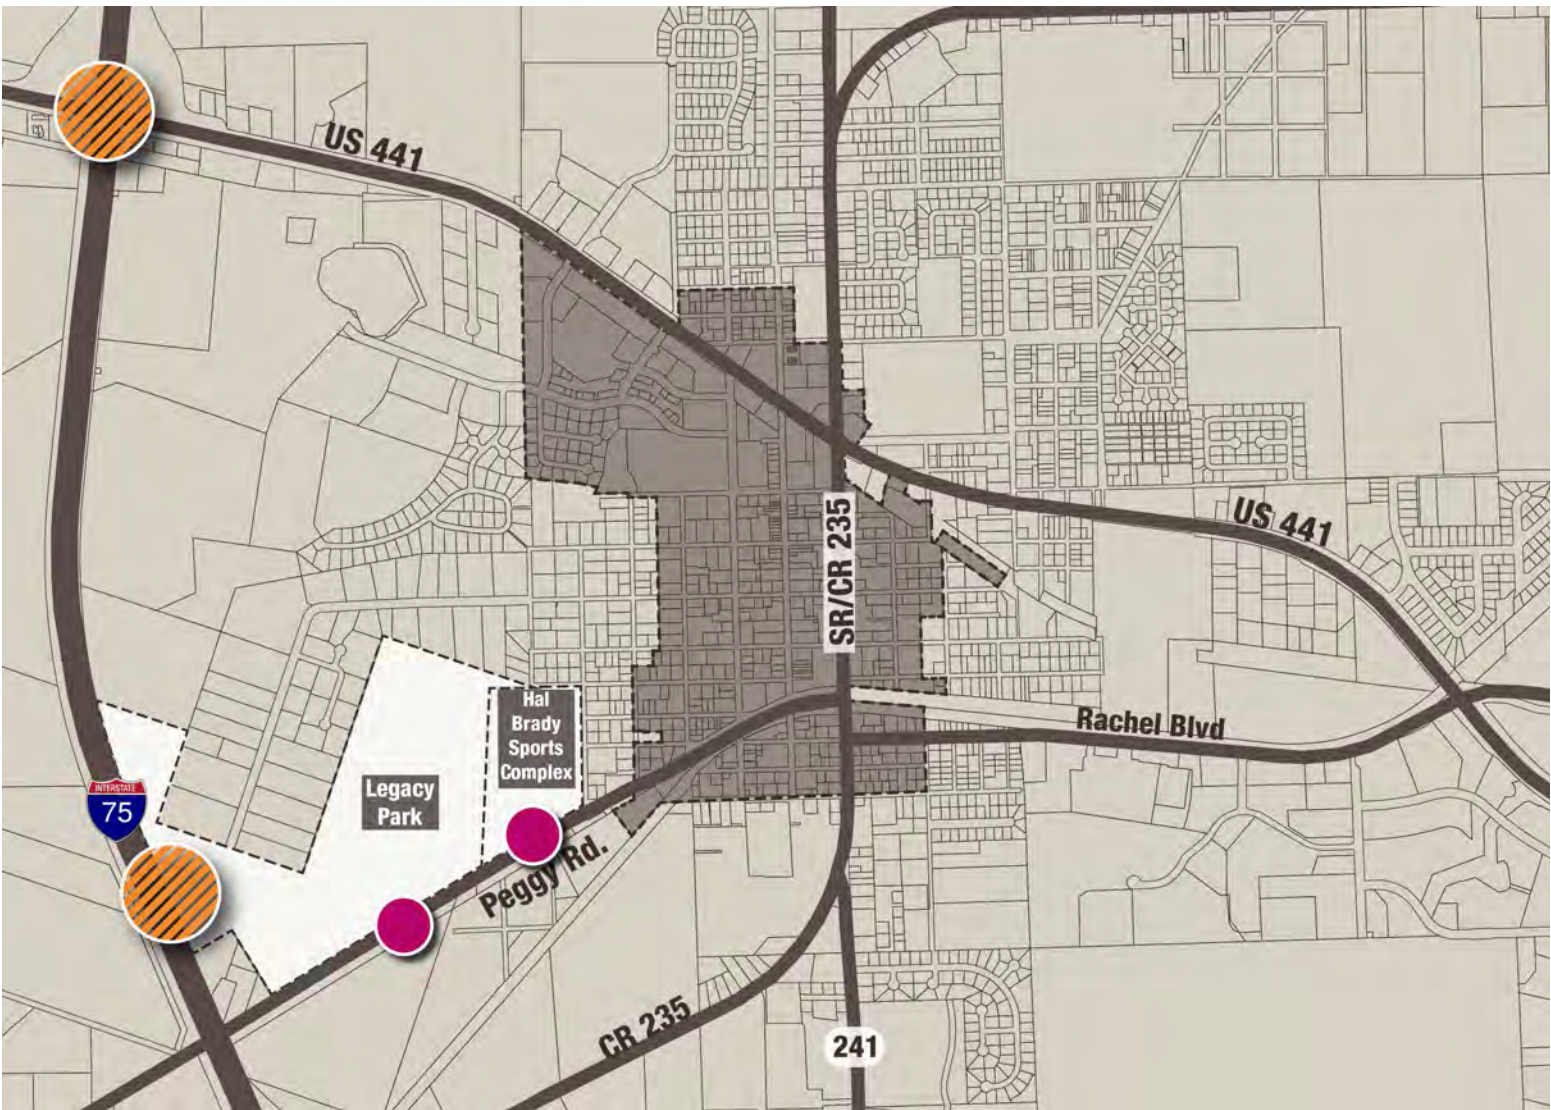 US 441
SR/CR 235
US 441
Hal
Brady
Sports
Complex
Rachel Blvd
Legacy
Park
INTERSTATE
75
Peggy Rd.
CR 235
241